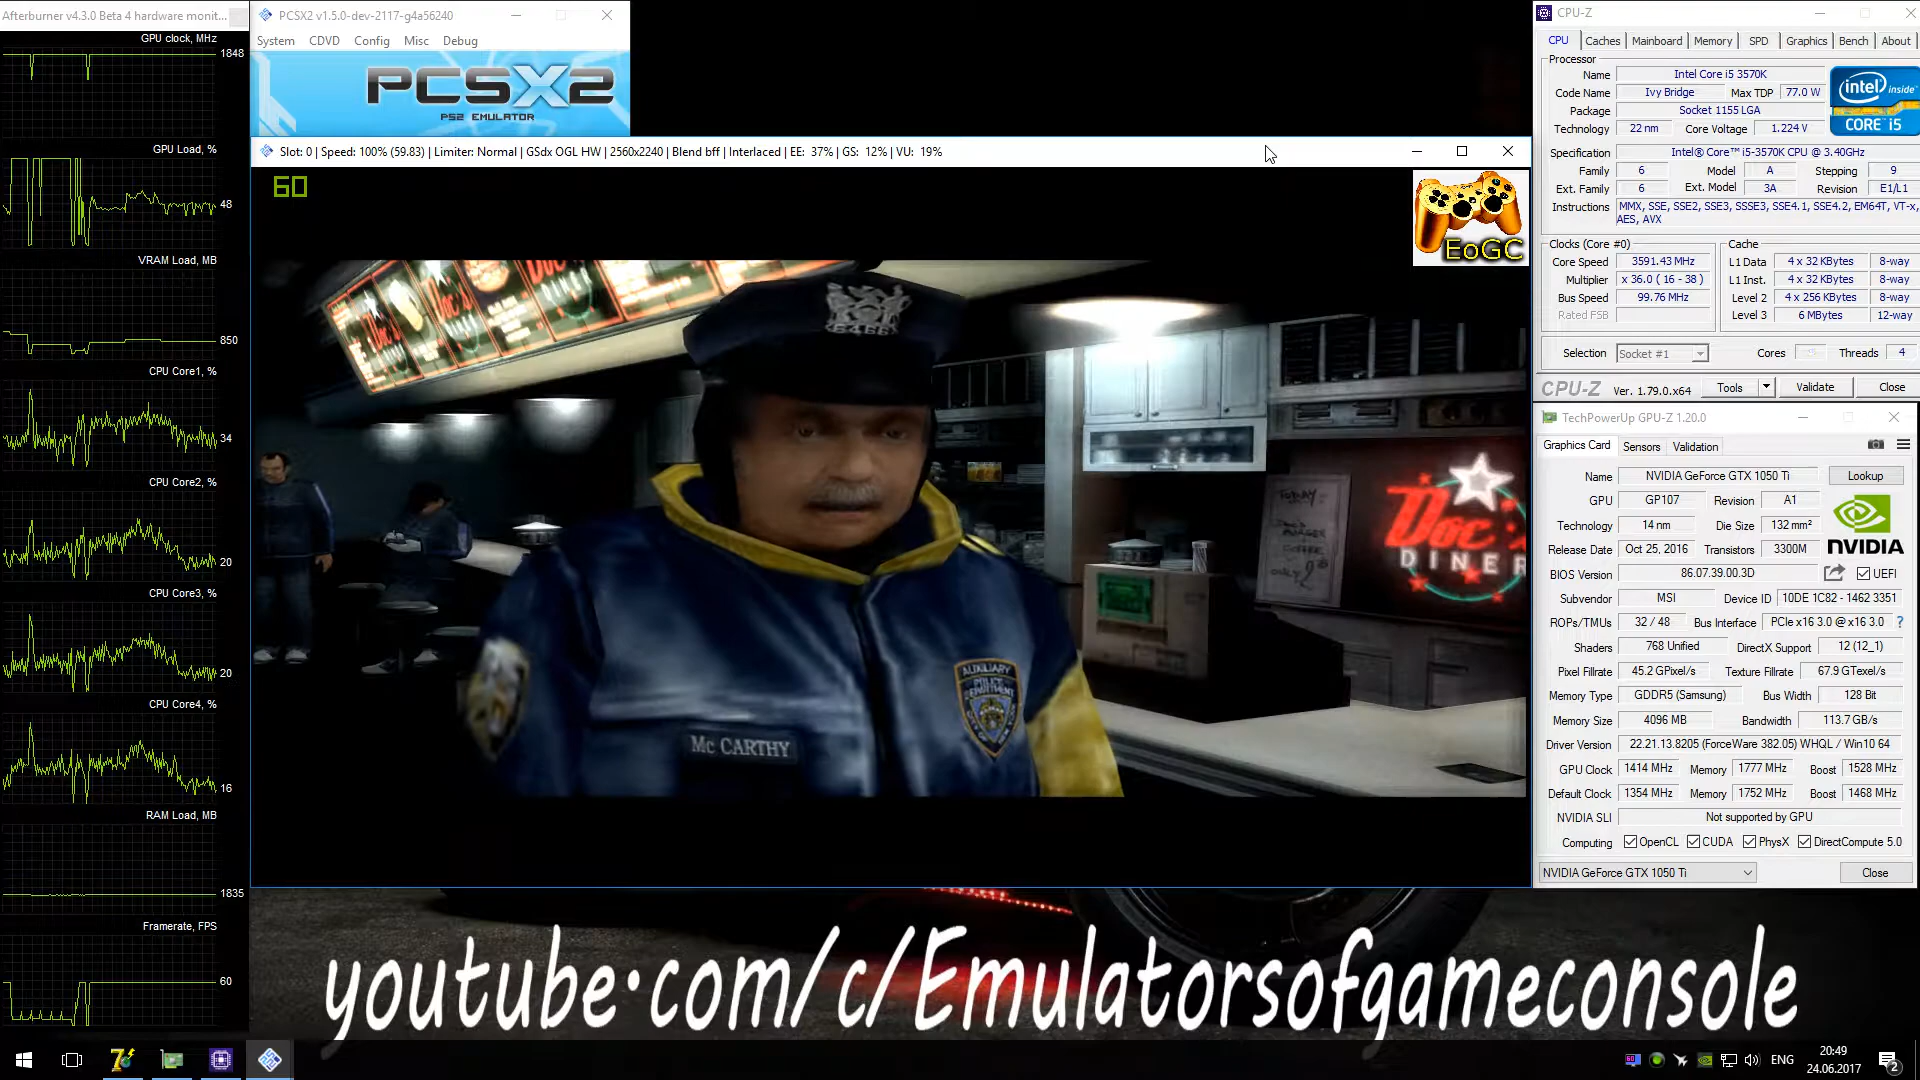 Afterburner v4.3.0 Beta 4 hardware monit...
GPU clock, MHz
1848
GPU Load, %
48
VRAM Load, MB
850
CPU Core1, %
34
CPU Core2, %
20
CPU Core3, %
20
CPU Core4, %
16
RAM Load, MB
1835
Framerate, FPS
60
PCSX2 v1.5.0-dev-2117-g4a56240
System CDVD Config Misc Debug
PCSX2
PS2 EMULATOR
Slot: 0 | Speed: 100% (59.83) | Limiter: Normal | GSdx OGL HW | 2560x2240 | Blend bff | Interlaced | EE: 37% | GS: 12% | VU: 19%
60
EoGC
6466
Doc's
DINER
TODAY
AUXILIARY
POLICE
DEPARTMENT
Mc CARTHY
youtube.com/c/Emulatorsofgameconsole
CPU-Z
CPU Caches Mainboard Memory SPD Graphics Bench About
Processor
Name Intel Core i5 3570K
Code Name Ivy Bridge Max TDP 77.0 W
Package Socket 1155 LGA
Technology 22 nm Core Voltage 1.224 V
intel inside
CORE i5
Specification Intel® Core™ i5-3570K CPU @ 3.40GHz
Family 6 Model A Stepping 9
Ext. Family 6 Ext. Model 3A Revision E1/L1
Instructions MMX, SSE, SSE2, SSE3, SSSE3, SSE4.1, SSE4.2, EM64T, VT-x,
AES, AVX
Clocks (Core #0) Cache
Core Speed 3591.43 MHz L1 Data 4 x 32 KBytes 8-way
Multiplier x 36.0 ( 16 - 38 ) L1 Inst. 4 x 32 KBytes 8-way
Bus Speed 99.76 MHz Level 2 4 x 256 KBytes 8-way
Rated FSB Level 3 6 MBytes 12-way
Selection Socket #1 Cores Threads 4
CPU-Z Ver. 1.79.0.x64 Tools Validate Close
TechPowerUp GPU-Z 1.20.0
Graphics Card Sensors Validation
Name NVIDIA GeForce GTX 1050 Ti Lookup
GPU GP107 Revision A1
Technology 14 nm Die Size 132 mm²
Release Date Oct 25, 2016 Transistors 3300M
NVIDIA
BIOS Version 86.07.39.00.3D UEFI
Subvendor MSI Device ID 10DE 1C82 - 1462 3351
ROPs/TMUs 32 / 48 Bus Interface PCIe x16 3.0 @ x16 3.0 ?
Shaders 768 Unified DirectX Support 12 (12_1)
Pixel Fillrate 45.2 GPixel/s Texture Fillrate 67.9 GTexel/s
Memory Type GDDR5 (Samsung) Bus Width 128 Bit
Memory Size 4096 MB Bandwidth 113.7 GB/s
Driver Version 22.21.13.8205 (ForceWare 382.05) WHQL / Win10 64
GPU Clock 1414 MHz Memory 1777 MHz Boost 1528 MHz
Default Clock 1354 MHz Memory 1752 MHz Boost 1468 MHz
NVIDIA SLI Not supported by GPU
Computing OpenCL CUDA PhysX DirectCompute 5.0
NVIDIA GeForce GTX 1050 Ti Close
60
ENG
20:49
24.06.2017
2